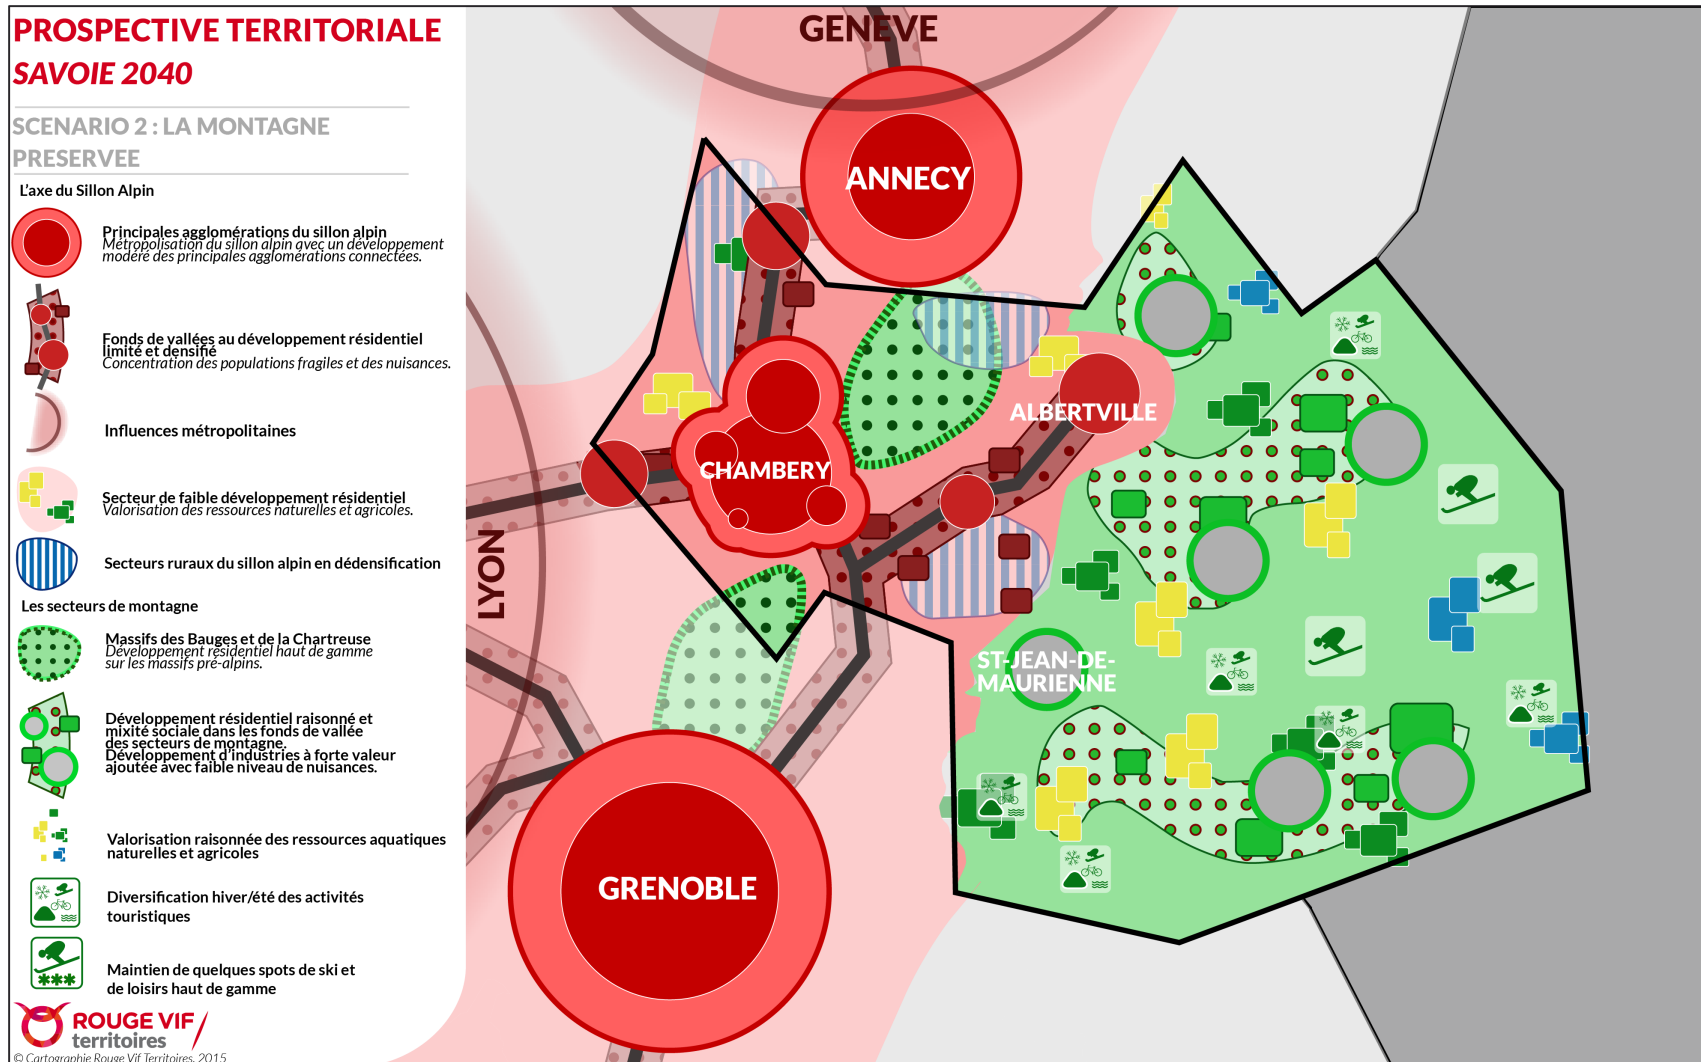 PROSPECTIVE TERRITORIALE
SAVOIE 2040
SCENARIO 2 : LA MONTAGNE
PRESERVEE
L'axe du Sillon Alpin
Principales agglomérations du sillon alpin
Métropolisation du sillon alpin avec un développement
modéré des principales agglomérations connectées.
Fonds de vallées au développement résidentiel
limité et densifié
Concentration des populations fragiles et des nuisances.
Influences métropolitaines
Secteur de faible développement résidentiel
Valorisation des ressources naturelles et agricoles.
Secteurs ruraux du sillon alpin en dédensification
Les secteurs de montagne
Massifs des Bauges et de la Chartreuse
Développement résidentiel haut de gamme
sur les massifs pré-alpins.
Développement résidentiel raisonné et
mixité sociale dans les fonds de vallée
des secteurs de montagne.
Développement d'industries à forte valeur
ajoutée avec faible niveau de nuisances.
Valorisation raisonnée des ressources aquatiques
naturelles et agricoles
Diversification hiver/été des activités
touristiques
Maintien de quelques spots de ski et
de loisirs haut de gamme
ROUGE VIF
territoires
© Cartographie Rouge Vif Territoires, 2015
GENEVE
ANNECY
ALBERTVILLE
CHAMBERY
LYON
ST-JEAN-DE-
MAURIENNE
GRENOBLE